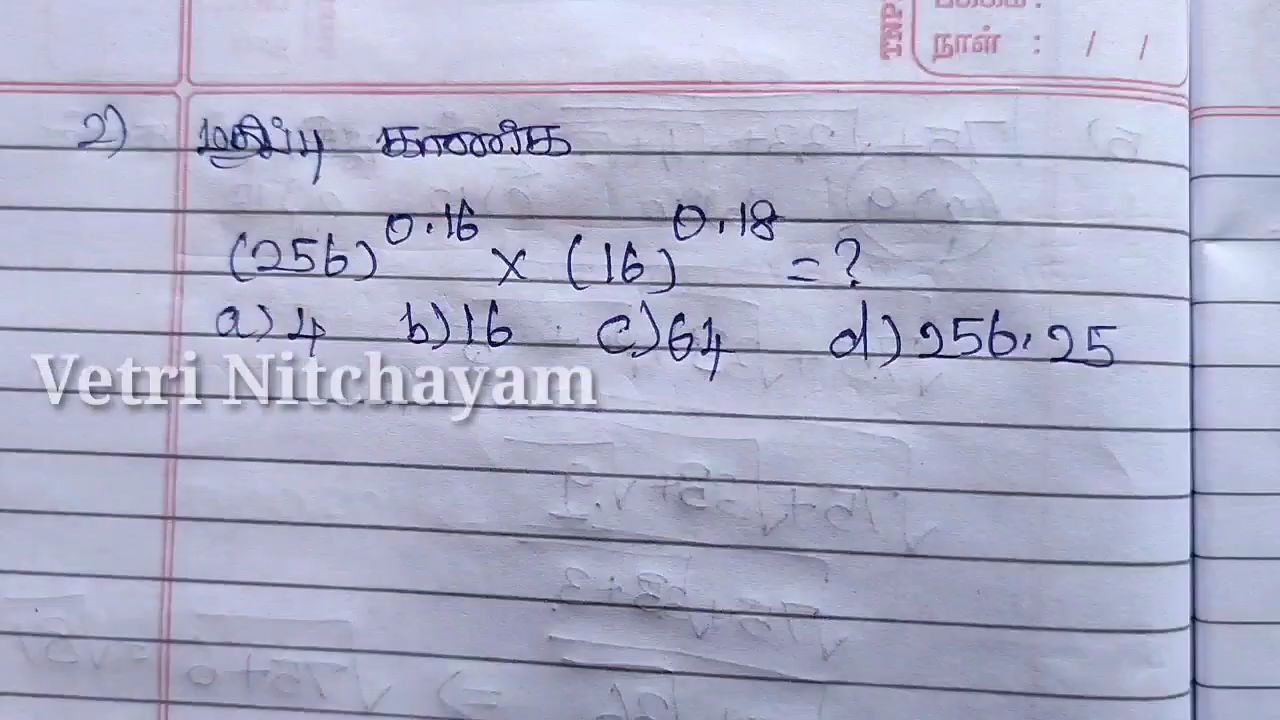 நாள் : / /
2) மதிப்பு காண்க
(256)^0.16 × (16)^0.18 = ?
a) 4 b) 16 c) 64 d) 256.25
Vetri Nitchayam